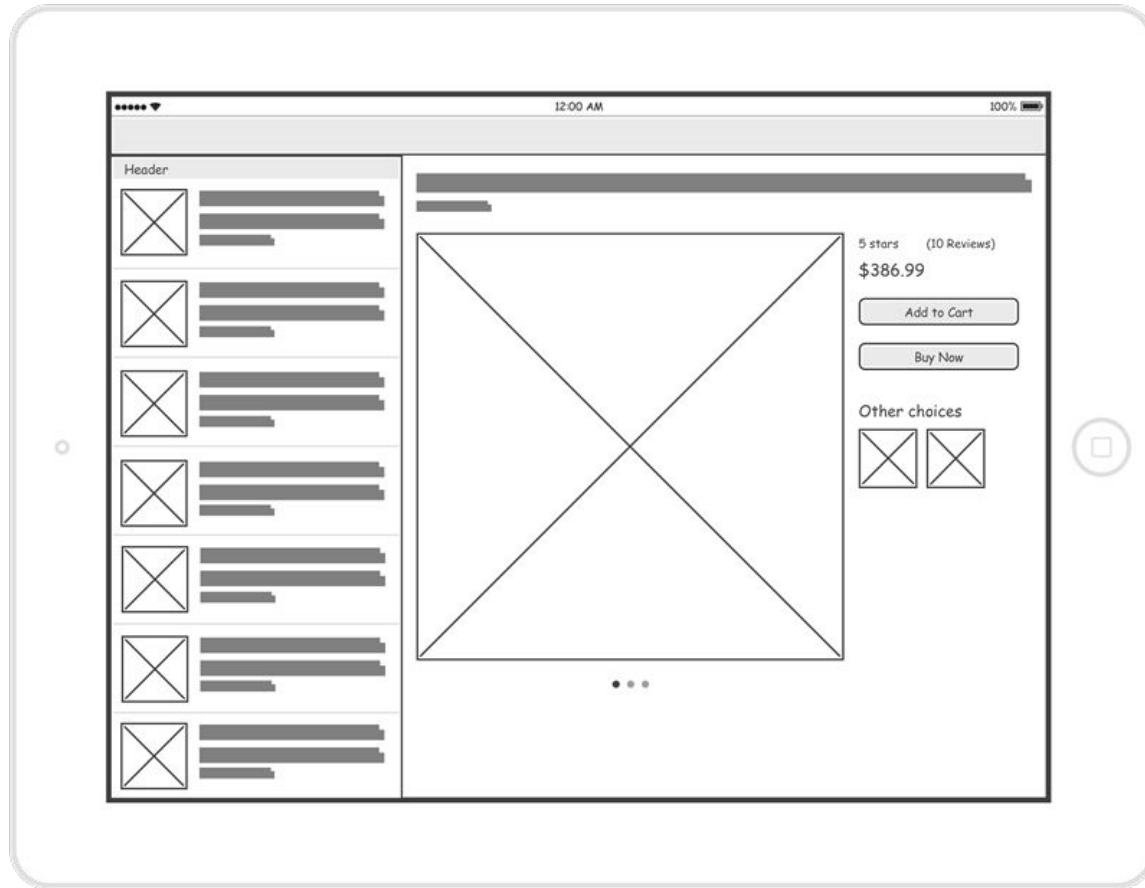 12:00 AM 100%
Header
5 stars (10 Reviews)
$386.99
Add to Cart
Buy Now
Other choices